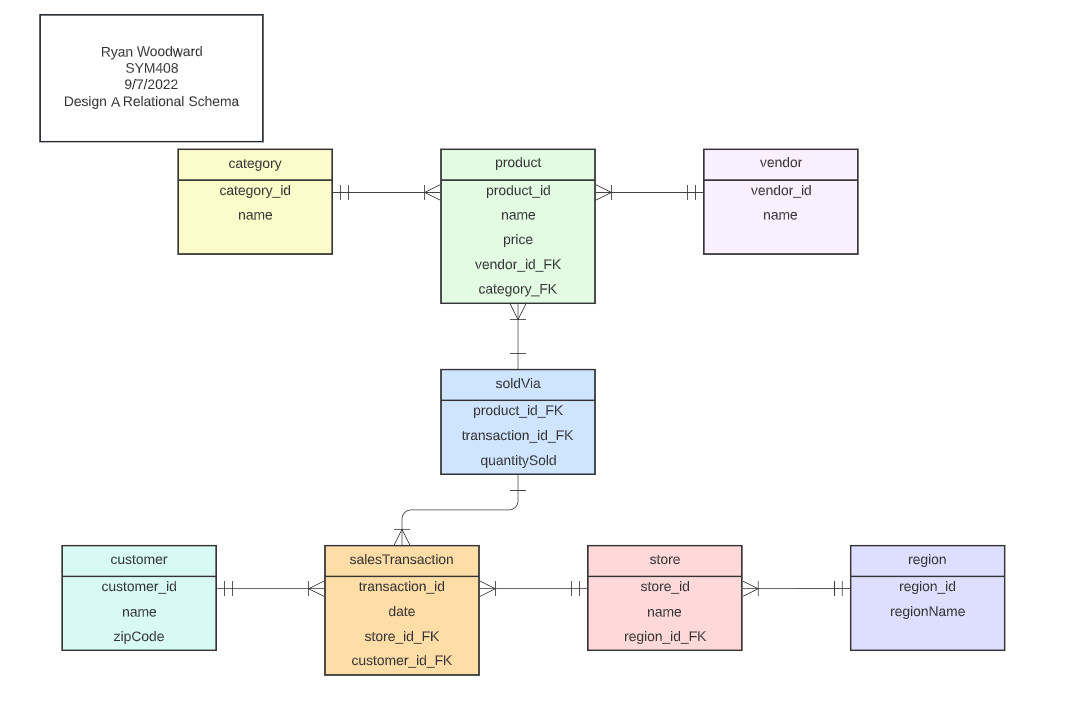 Ryan Woodward
SYM408
9/7/2022
Design A Relational Schema
category
category_id
name
product
product_id
name
price
vendor_id_FK
category_FK
vendor
vendor_id
name
soldVia
product_id_FK
transaction_id_FK
quantitySold
customer
customer_id
name
zipCode
salesTransaction
transaction_id
date
store_id_FK
customer_id_FK
store
store_id
name
region_id_FK
region
region_id
regionName